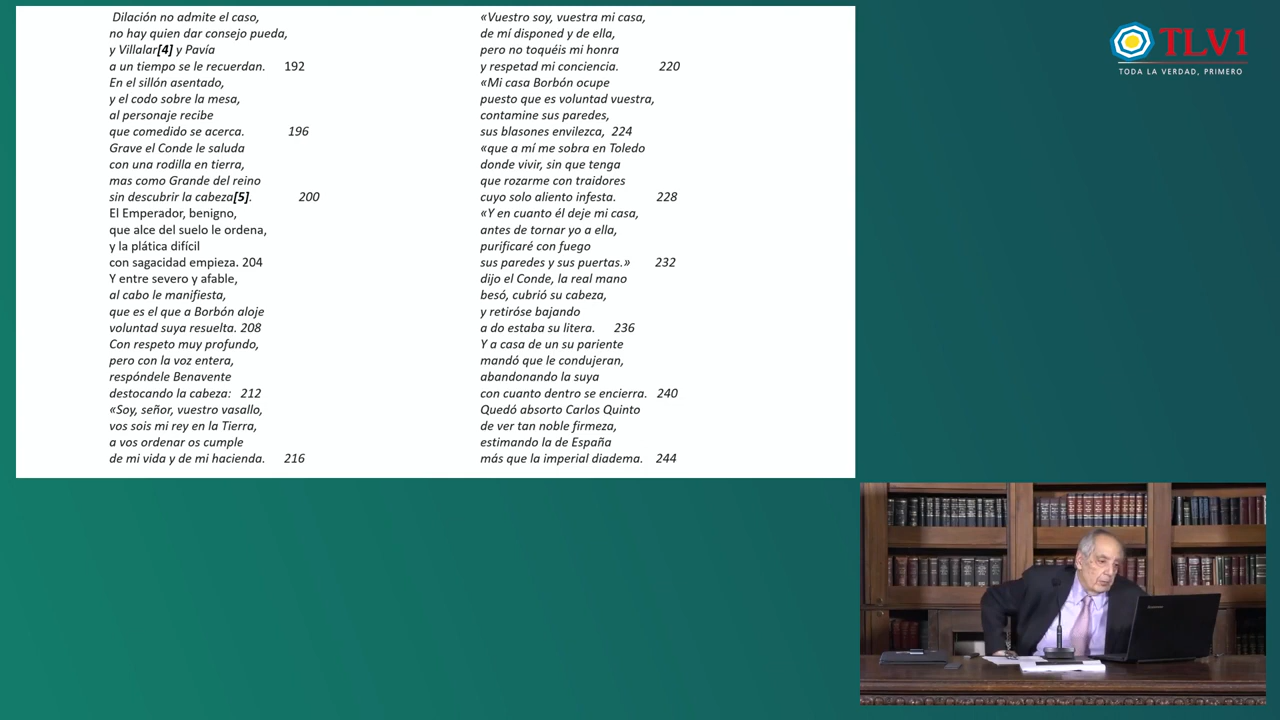 Dilación no admite el caso,
no hay quien dar consejo pueda,
y Villalar[4] y Pavía
a un tiempo se le recuerdan. 192
En el sillón asentado,
y el codo sobre la mesa,
al personaje recibe
que comedido se acerca. 196
Grave el Conde le saluda
con una rodilla en tierra,
mas como Grande del reino
sin descubrir la cabeza[5]. 200
El Emperador, benigno,
que alce del suelo le ordena,
y la plática difícil
con sagacidad empieza. 204
Y entre severo y afable,
al cabo le manifiesta,
que es el que a Borbón aloje
voluntad suya resuelta. 208
Con respeto muy profundo,
pero con la voz entera,
respóndele Benavente
destocando la cabeza: 212
«Soy, señor, vuestro vasallo,
vos sois mi rey en la Tierra,
a vos ordenar os cumple
de mi vida y de mi hacienda. 216
«Vuestro soy, vuestra mi casa,
de mí disponed y de ella,
pero no toquéis mi honra
y respetad mi conciencia. 220
«Mi casa Borbón ocupe
puesto que es voluntad vuestra,
contamine sus paredes,
sus blasones envilezca, 224
«que a mí me sobra en Toledo
donde vivir, sin que tenga
que rozarme con traidores
cuyo solo aliento infesta. 228
«Y en cuanto él deje mi casa,
antes de tornar yo a ella,
purificaré con fuego
sus paredes y sus puertas.» 232
dijo el Conde, la real mano
besó, cubrió su cabeza,
y retiróse bajando
a do estaba su litera. 236
Y a casa de un su pariente
mandó que le condujeran,
abandonando la suya
con cuanto dentro se encierra. 240
Quedó absorto Carlos Quinto
de ver tan noble firmeza,
estimando la de España
más que la imperial diadema. 244
TLV1
TODA LA VERDAD, PRIMERO